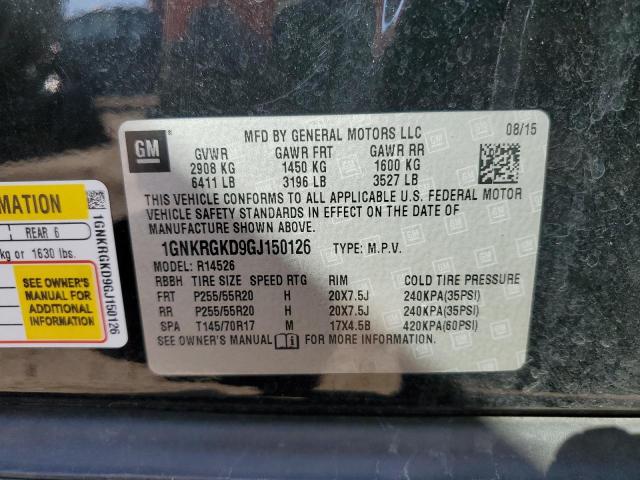 GM
MFD BY GENERAL MOTORS LLC 08/15
GVWR GAWR FRT GAWR RR
2908 KG 1450 KG 1600 KG
6411 LB 3196 LB 3527 LB
THIS VEHICLE CONFORMS TO ALL APPLICABLE U.S. FEDERAL MOTOR
VEHICLE SAFETY STANDARDS IN EFFECT ON THE DATE OF
MANUFACTURE SHOWN ABOVE.
1GNKRGKD9GJ150126 TYPE: M.P.V.
MODEL: R14526
RBBH TIRE SIZE SPEED RTG RIM COLD TIRE PRESSURE
FRT P255/55R20 H 20X7.5J 240KPA(35PSI)
RR P255/55R20 H 20X7.5J 240KPA(35PSI)
SPA T145/70R17 M 17X4.5B 420KPA(60PSI)
SEE OWNER'S MANUAL FOR MORE INFORMATION.
MATION
REAR 6
kg or 1630 lbs.
SEE OWNER'S
MANUAL FOR
ADDITIONAL
INFORMATION
1GNKRGKD9GJ150126